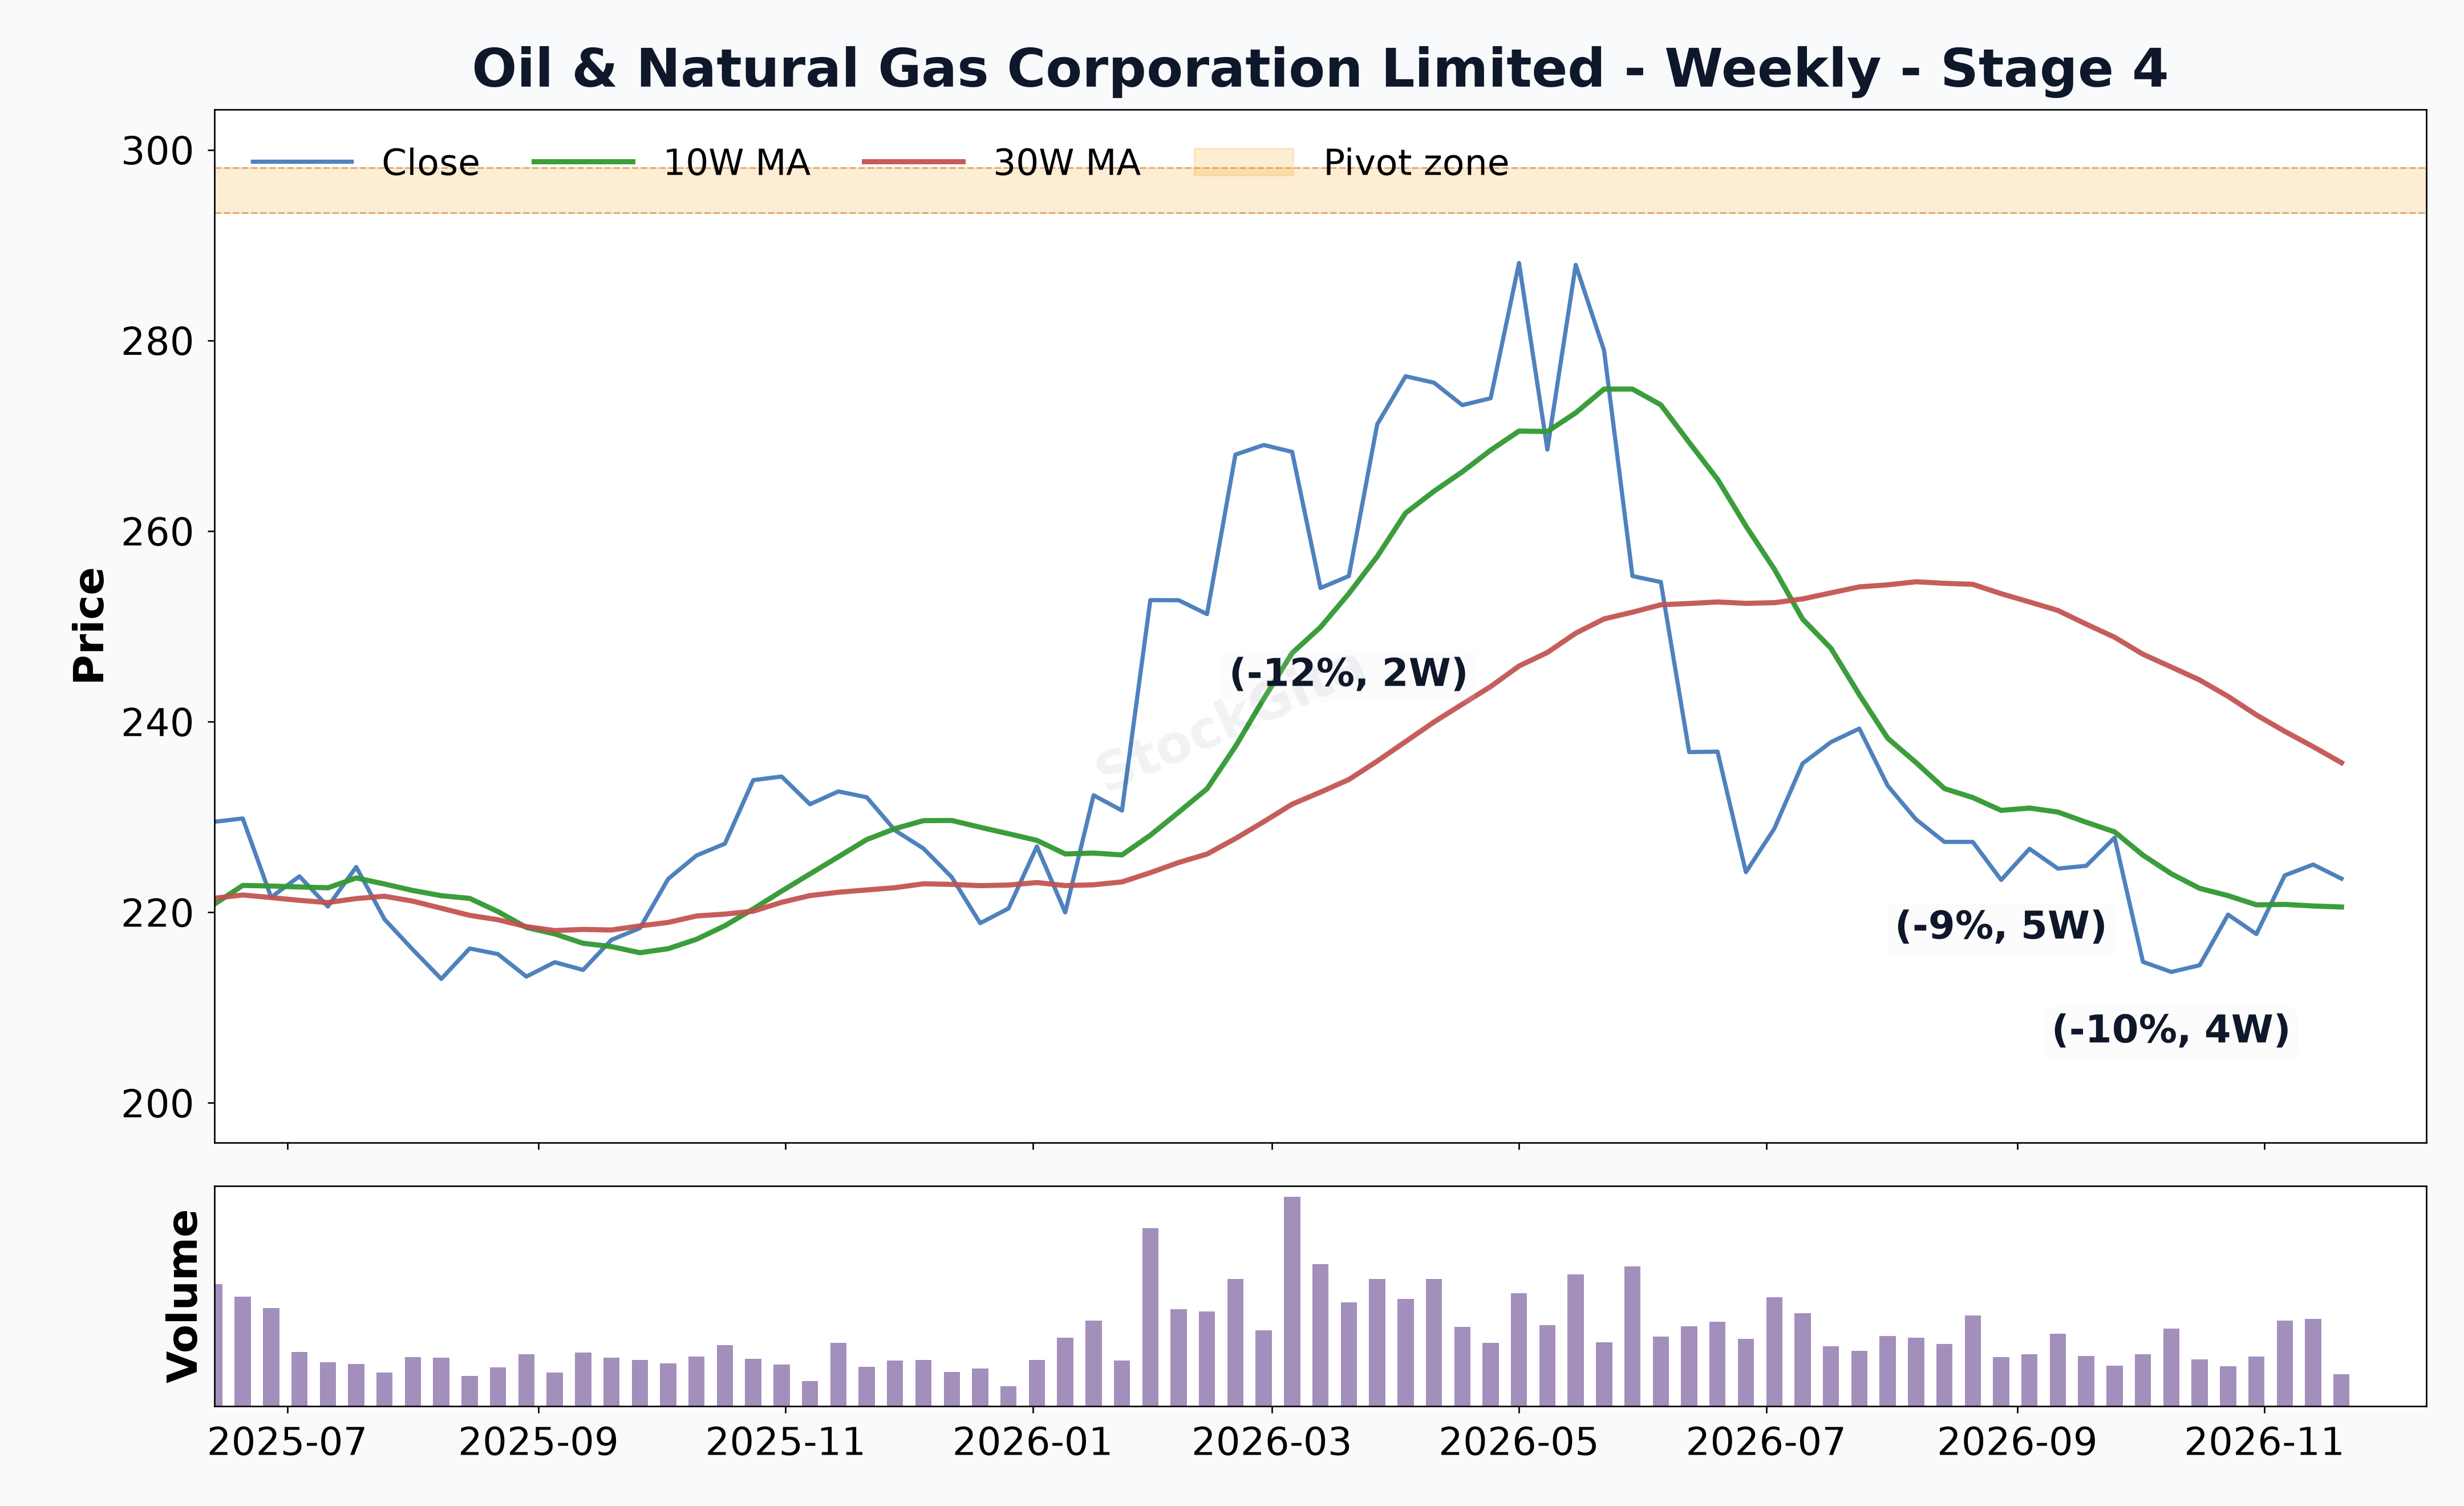 Oil & Natural Gas Corporation Limited - Weekly - Stage 4
Close 10W MA 30W MA Pivot zone
300
280
260
240
220
200
Price
(-12%, 2W)
(-9%, 5W)
(-10%, 4W)
Volume
2025-07 2025-09 2025-11 2026-01 2026-03 2026-05 2026-07 2026-09 2026-11